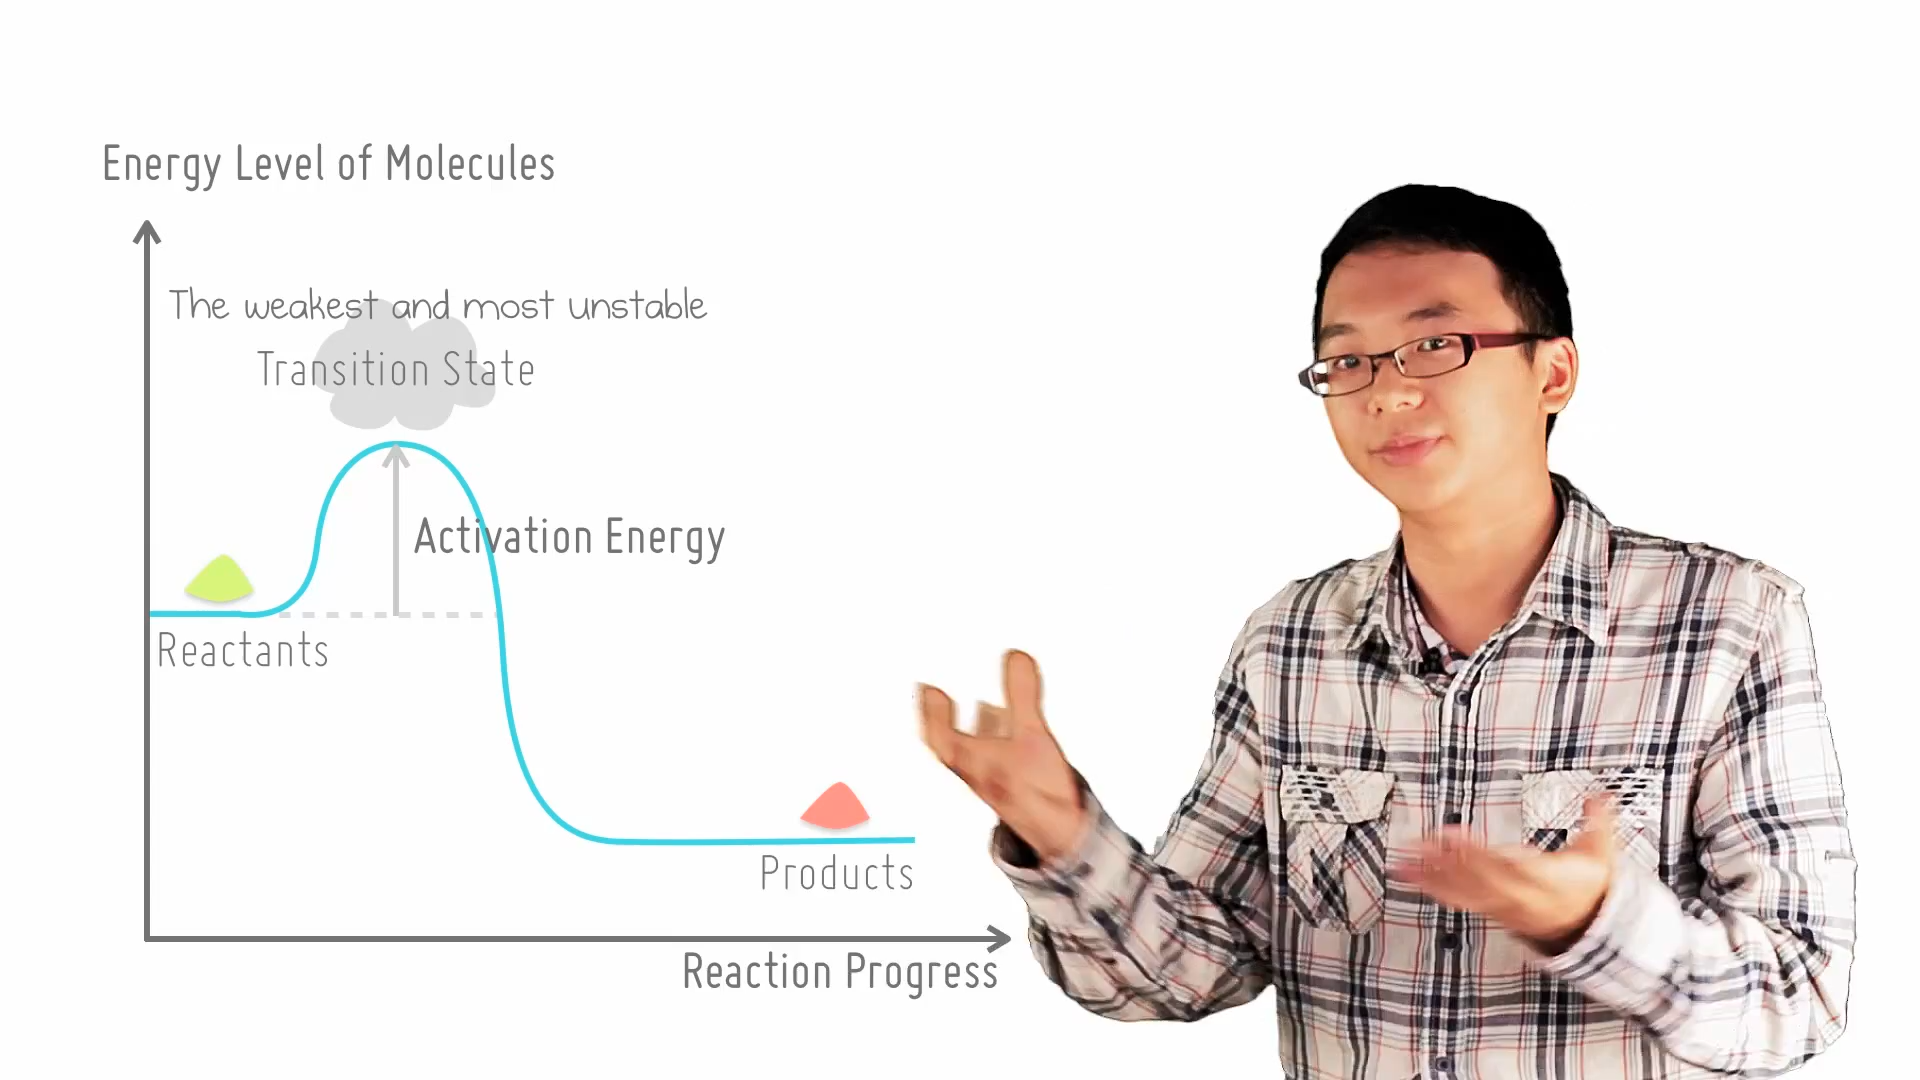 Energy Level of Molecules
The weakest and most unstable
Transition State
Activation Energy
Reactants
Products
Reaction Progress